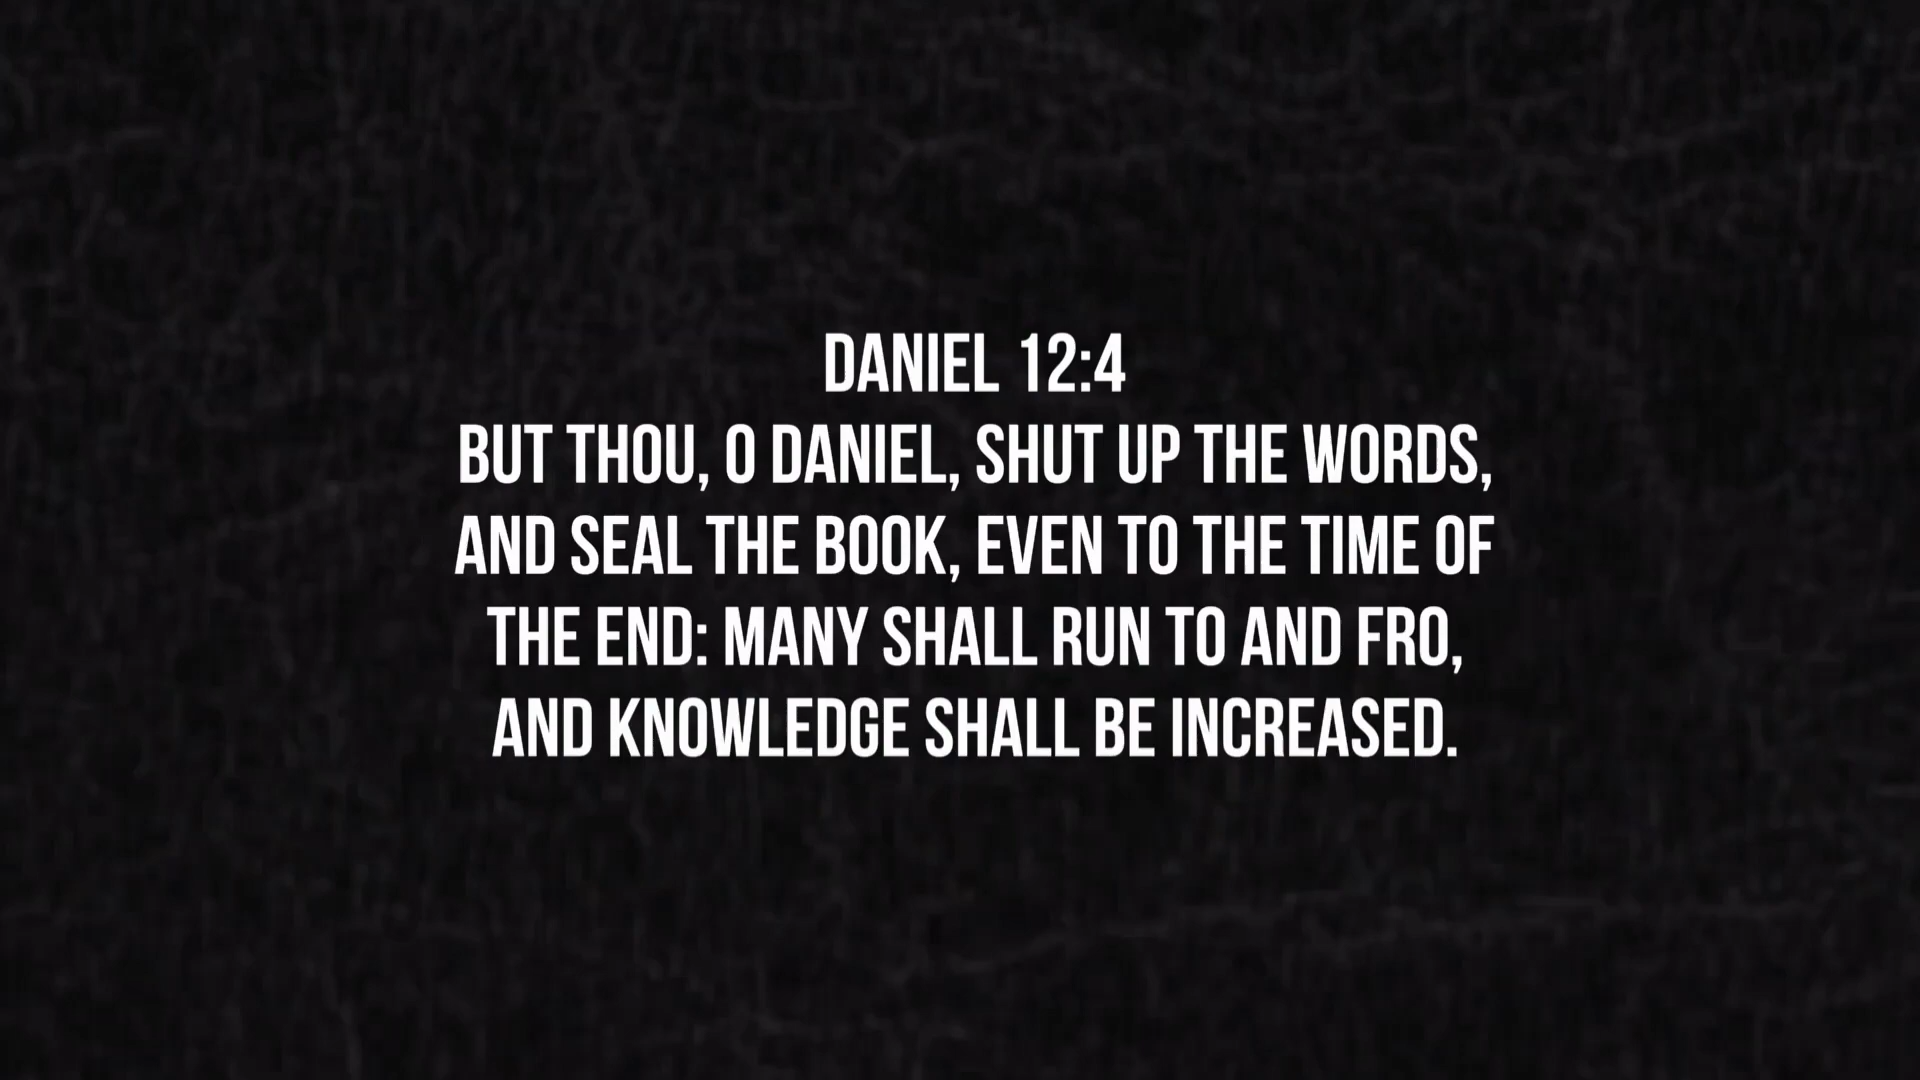 DANIEL 12:4
BUT THOU, O DANIEL, SHUT UP THE WORDS,
AND SEAL THE BOOK, EVEN TO THE TIME OF
THE END: MANY SHALL RUN TO AND FRO,
AND KNOWLEDGE SHALL BE INCREASED.